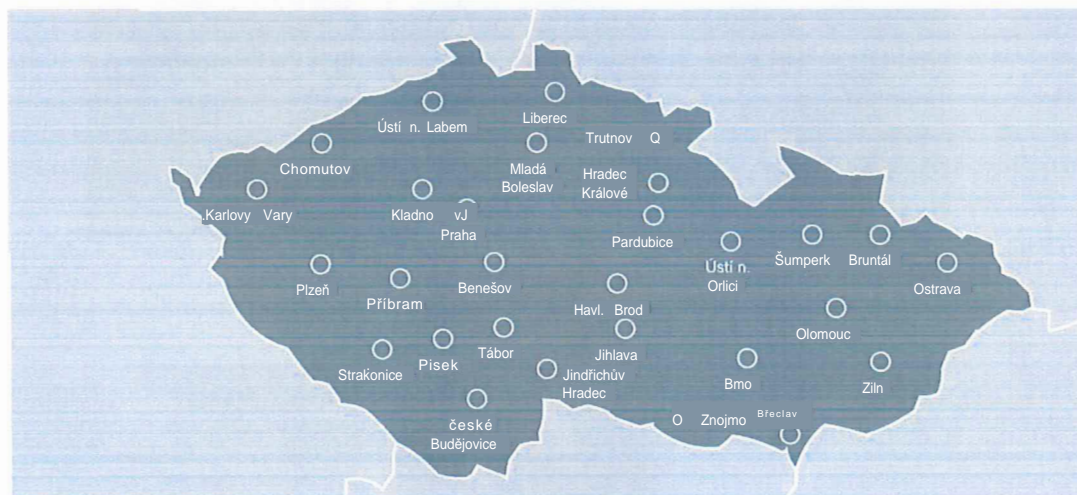 Liberec
Ústí n. Labem
Trutnov Q
Chomutov
Mladá
Boleslav
Hradec
Králové
.Karlovy Vary
Kladno vJ
Praha
Pardubice
Ústí n.
Orlici
Šumperk
Bruntál
Plzeň
Příbram
Benešov
Ostrava
Havl. Brod
Olomouc
Strakonice
Pisek
Tábor
Jihlava
Jindřichův
Hradec
Bmo
Ziln
O Znojmo Břeclav
české
Budějovice